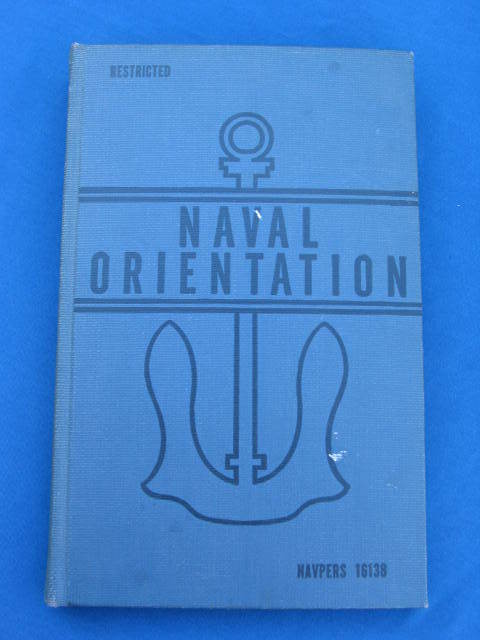 RESTRICTED
NAVAL
ORIENTATION
NAVPERS 16138